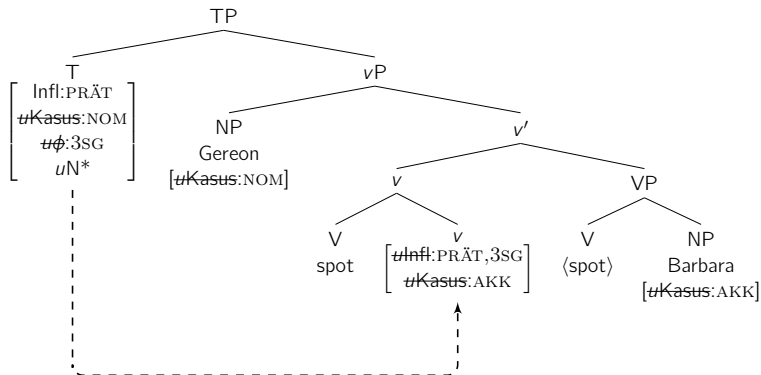 TP
T
Infl:PRÄT
uKasus:NOM
uϕ:3SG
uN*
vP
NP
Gereon
[uKasus:NOM]
v′
v
V
spot
v
uInfl:PRÄT,3SG
uKasus:AKK
VP
V
⟨spot⟩
NP
Barbara
[uKasus:AKK]